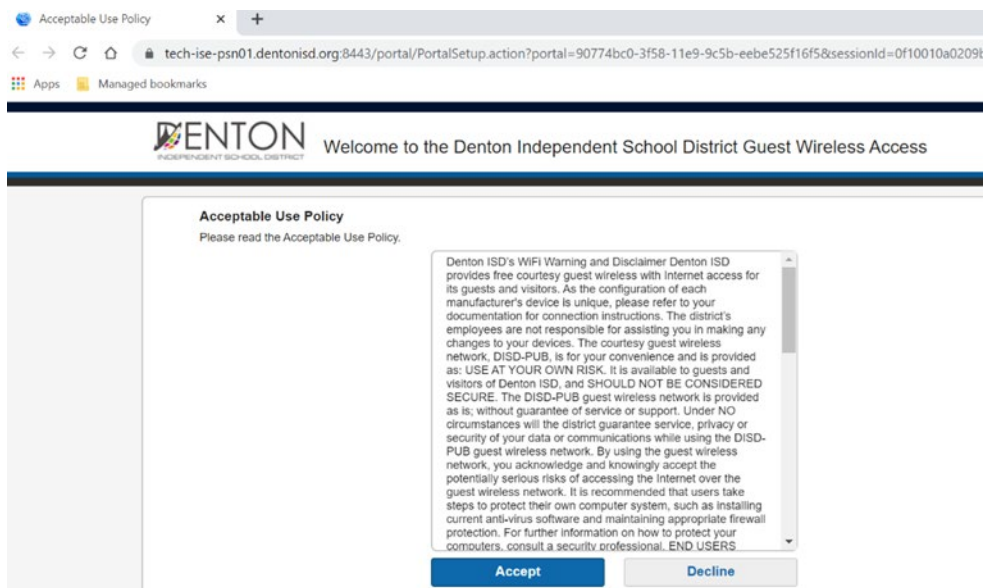 Acceptable Use Policy
tech-ise-psn01.dentonisd.org:8443/portal/PortalSetup.action?portal=90774bc0-3f58-11e9-9c5b-eebe525f16f5&sessionId=0f10010a0209b
Apps Managed bookmarks
DENTON
INDEPENDENT SCHOOL DISTRICT
Welcome to the Denton Independent School District Guest Wireless Access
Acceptable Use Policy
Please read the Acceptable Use Policy.
Denton ISD's WiFi Warning and Disclaimer Denton ISD
provides free courtesy guest wireless with Internet access for
its guests and visitors. As the configuration of each
manufacturer's device is unique, please refer to your
documentation for connection instructions. The district's
employees are not responsible for assisting you in making any
changes to your devices. The courtesy guest wireless
network, DISD-PUB, is for your convenience and is provided
as: USE AT YOUR OWN RISK. It is available to guests and
visitors of Denton ISD, and SHOULD NOT BE CONSIDERED
SECURE. The DISD-PUB guest wireless network is provided
as is; without guarantee of service or support. Under NO
circumstances will the district guarantee service, privacy or
security of your data or communications while using the DISD-
PUB guest wireless network. By using the guest wireless
network, you acknowledge and knowingly accept the
potentially serious risks of accessing the Internet over the
guest wireless network. It is recommended that users take
steps to protect their own computer system, such as installing
current anti-virus software and maintaining appropriate firewall
protection. For further information on how to protect your
computers, consult a security professional. END USERS
Accept Decline